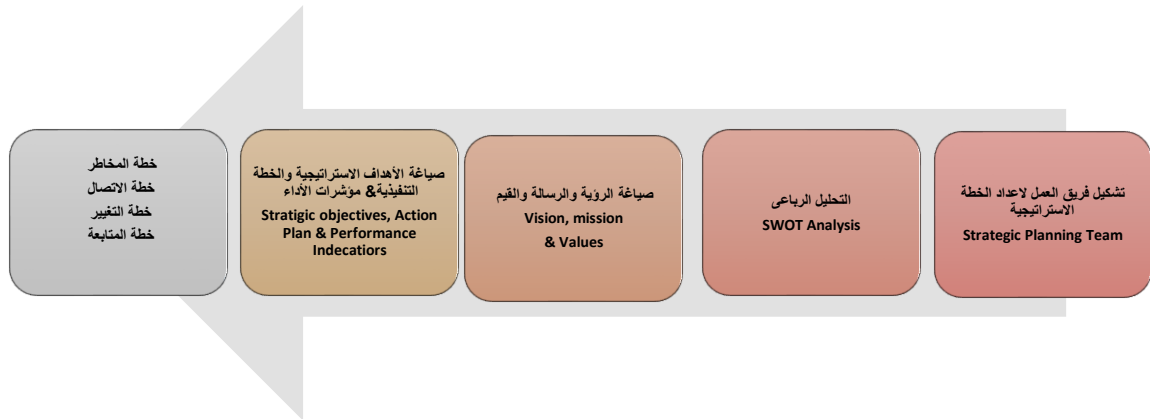 تشكيل فريق العمل لاعداد الخطة
الاستراتيجية
Strategic Planning Team
التحليل الرباعى
SWOT Analysis
صياغة الرؤية والرسالة والقيم
Vision, mission
& Values
صياغة الأهداف الاستراتيجية والخطة
التنفيذية& مؤشرات الأداء
Stratigic objectives, Action
Plan & Performance
Indecatiors
خطة المخاطر
خطة الاتصال
خطة التغيير
خطة المتابعة